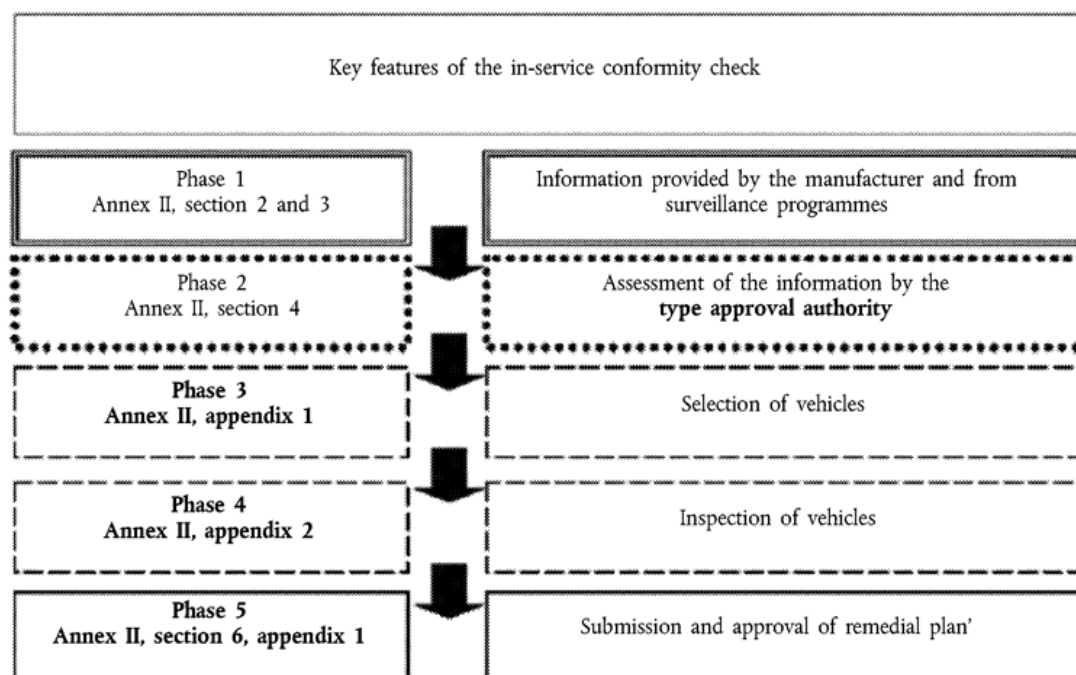 Key features of the in-service conformity check
Phase 1
Annex II, section 2 and 3
Information provided by the manufacturer and from
surveillance programmes
Phase 2
Annex II, section 4
Assessment of the information by the
type approval authority
Phase 3
Annex II, appendix 1
Selection of vehicles
Phase 4
Annex II, appendix 2
Inspection of vehicles
Phase 5
Annex II, section 6, appendix 1
Submission and approval of remedial plan’